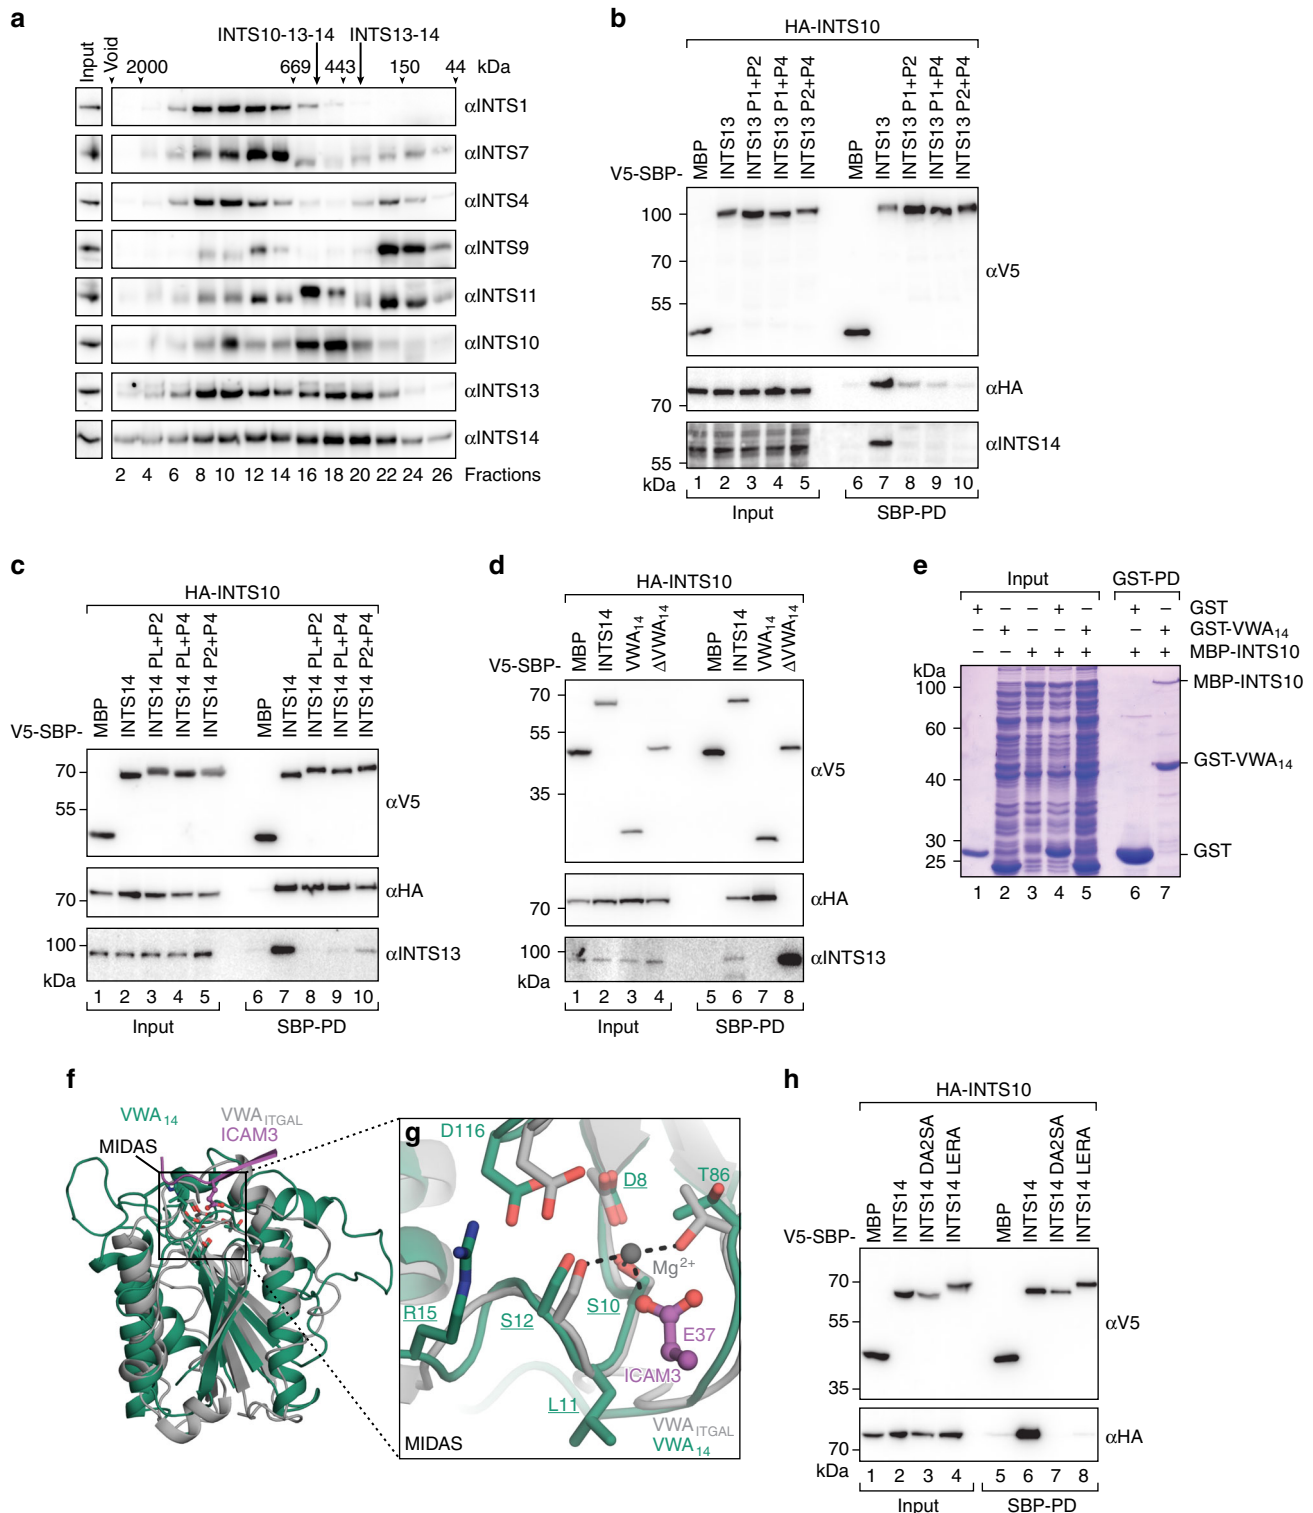 a
INTS10-13-14 INTS13-14
Input Void 2000 669 443 150 44 kDa
αINTS1
αINTS7
αINTS4
αINTS9
αINTS11
αINTS10
αINTS13
αINTS14
2 4 6 8 10 12 14 16 18 20 22 24 26 Fractions
b
HA-INTS10
V5-SBP- MBP INTS13 INTS13 P1+P2 INTS13 P1+P4 INTS13 P2+P4 MBP INTS13 INTS13 P1+P2 INTS13 P1+P4 INTS13 P2+P4
100
70
55
αV5
αHA
70
αINTS14
55
kDa 1 2 3 4 5 6 7 8 9 10
Input SBP-PD
c
HA-INTS10
V5-SBP- MBP INTS14 INTS14 PL+P2 INTS14 PL+P4 INTS14 P2+P4 MBP INTS14 INTS14 PL+P2 INTS14 PL+P4 INTS14 P2+P4
70
αV5
55
αHA
70
100
αINTS13
kDa
1 2 3 4 5 6 7 8 9 10
Input SBP-PD
d
HA-INTS10
V5-SBP- MBP INTS14 VWA14 ΔVWA14 MBP INTS14 VWA14 ΔVWA14
70
55
αV5
35
αHA
70
100
αINTS13
kDa
1 2 3 4 5 6 7 8
Input SBP-PD
e
Input GST-PD
+ − − + − + − GST
− + − − + − + GST-VWA14
− − + + + + + MBP-INTS10
kDa
100
60
40
30
25
MBP-INTS10
GST-VWA14
GST
1 2 3 4 5 6 7
f
VWA14 VWAITGAL
ICAM3
MIDAS
g
D116
D8
T86
Mg2+
R15
S12
S10
E37
ICAM3
L11
VWAITGAL
VWA14
MIDAS
h
HA-INTS10
V5-SBP- MBP INTS14 INTS14 DA2SA INTS14 LERA MBP INTS14 INTS14 DA2SA INTS14 LERA
70
55
αV5
35
αHA
70
kDa
1 2 3 4 5 6 7 8
Input SBP-PD